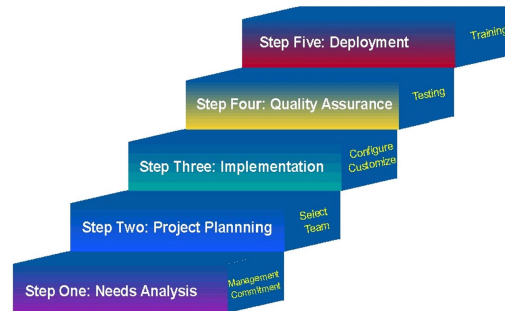 Step Five: Deployment
Training
Step Four: Quality Assurance
Testing
Step Three: Implementation
Configure
Customize
Step Two: Project Plannning
Select
Team
Step One: Needs Analysis
.....
Management
Commitment